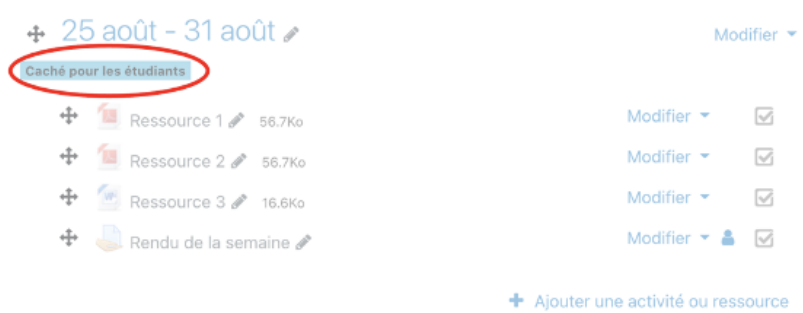 25 août - 31 août Modifier
Caché pour les étudiants
Ressource 1 56.7Ko Modifier
Ressource 2 56.7Ko Modifier
Ressource 3 16.6Ko Modifier
Rendu de la semaine Modifier
Ajouter une activité ou ressource